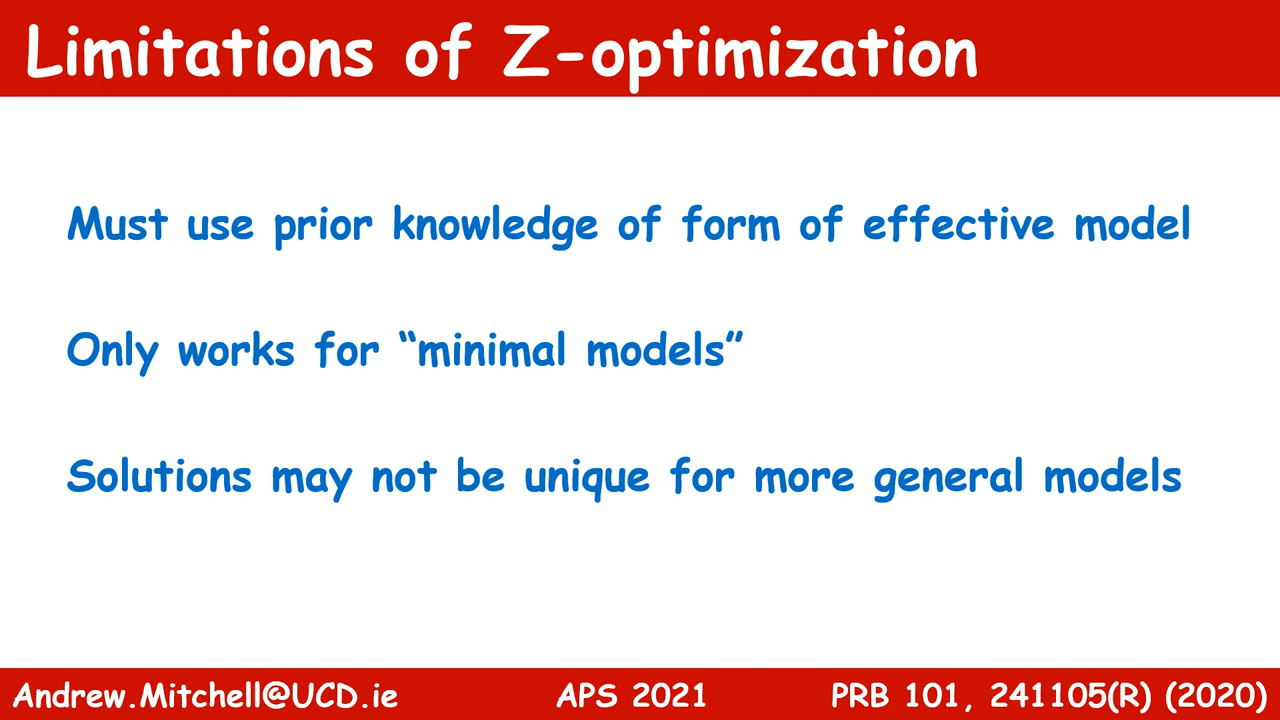 Limitations of Z-optimization
Must use prior knowledge of form of effective model
Only works for “minimal models”
Solutions may not be unique for more general models
Andrew.Mitchell@UCD.ie APS 2021 PRB 101, 241105(R) (2020)